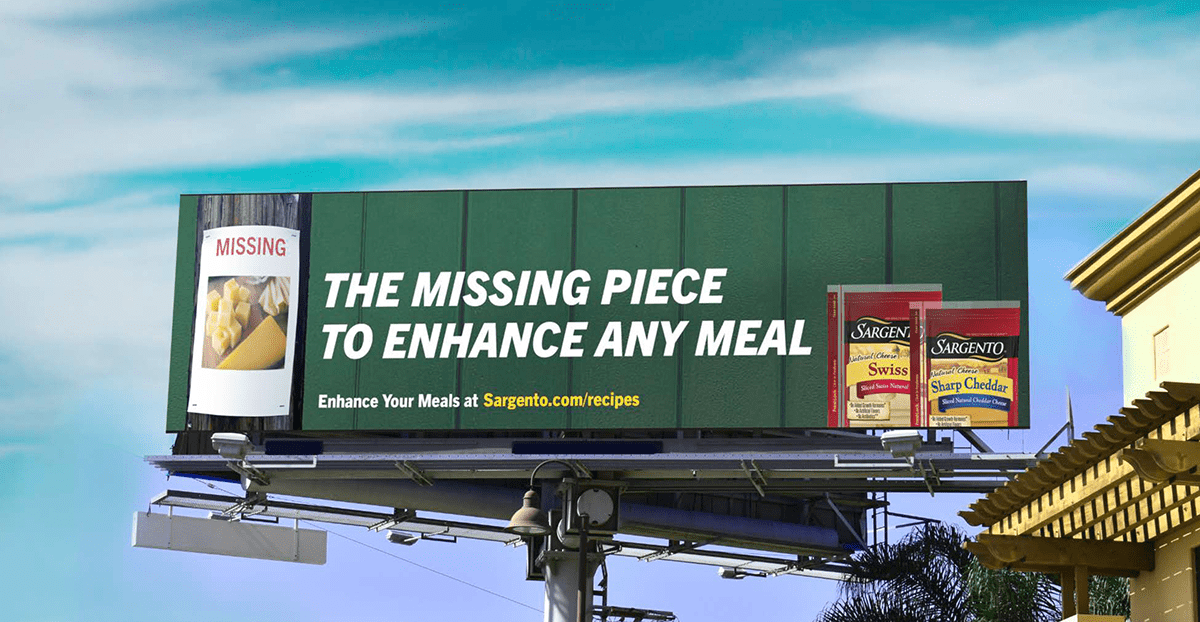 MISSING
THE MISSING PIECE
TO ENHANCE ANY MEAL
Enhance Your Meals at Sargento.com/recipes
SARGENT
Natural Cheese
Swiss
Sliced Swiss Natural
SARGENTO
Natural Cheese
Sharp Cheddar
Sliced Natural Cheddar Cheese